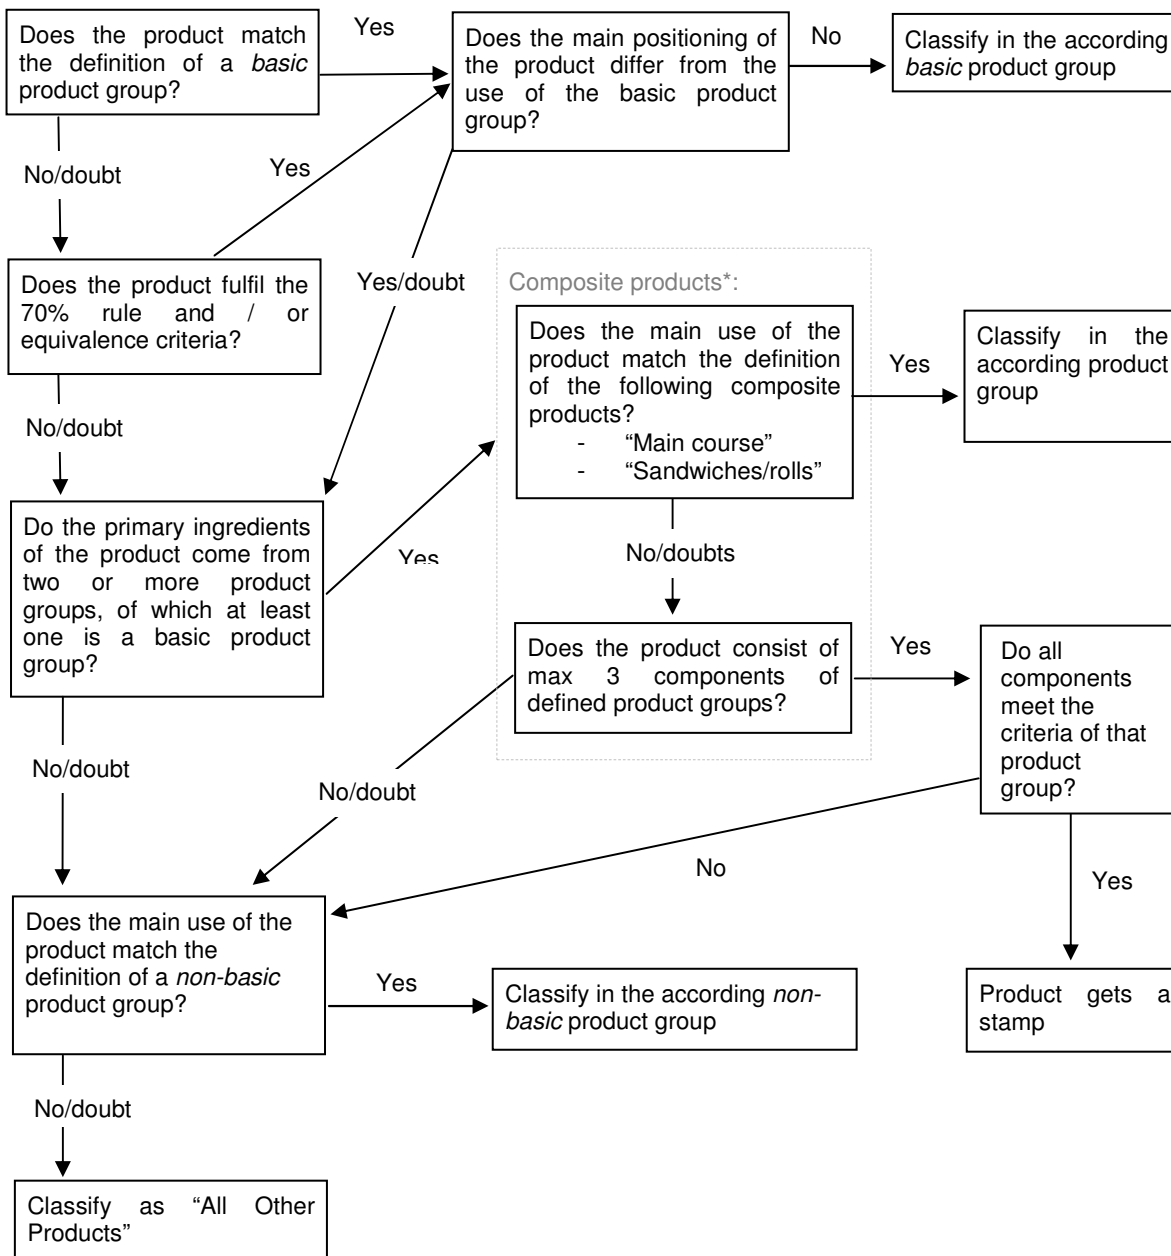 Does the product match
the definition of a basic
product group?
Yes
Does the main positioning of
the product differ from the
use of the basic product
group?
No
Classify in the according
basic product group
No/doubt
Yes
Does the product fulfil the
70% rule and / or
equivalence criteria?
Yes/doubt
Composite products*:
Does the main use of the
product match the definition
of the following composite
products?
- “Main course”
- “Sandwiches/rolls”
Yes
Classify in the
according product
group
No/doubt
Do the primary ingredients
of the product come from
two or more product
groups, of which at least
one is a basic product
group?
Yes
No/doubts
Does the product consist of
max 3 components of
defined product groups?
Yes
Do all
components
meet the
criteria of that
product
group?
No/doubt
No/doubt
No
Yes
Does the main use of the
product match the
definition of a non-basic
product group?
Yes
Classify in the according non-
basic product group
Product gets a
stamp
No/doubt
Classify as “All Other
Products”